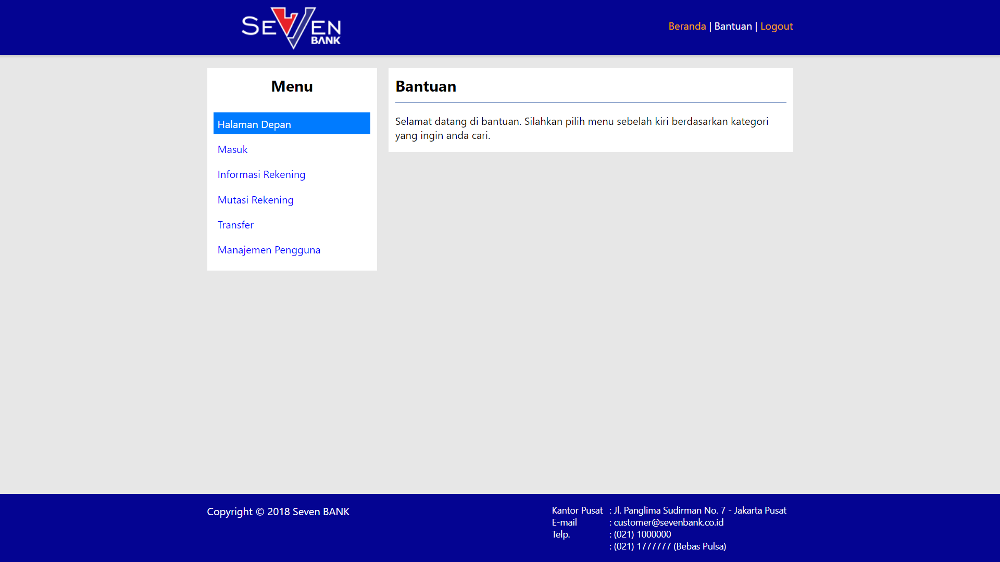 SEVEN
BANK
Beranda | Bantuan | Logout
Menu
Halaman Depan
Masuk
Informasi Rekening
Mutasi Rekening
Transfer
Manajemen Pengguna
Bantuan
Selamat datang di bantuan. Silahkan pilih menu sebelah kiri berdasarkan kategori
yang ingin anda cari.
Copyright © 2018 Seven BANK
Kantor Pusat : Jl. Panglima Sudirman No. 7 - Jakarta Pusat
E-mail : customer@sevenbank.co.id
Telp. : (021) 1000000
: (021) 1777777 (Bebas Pulsa)